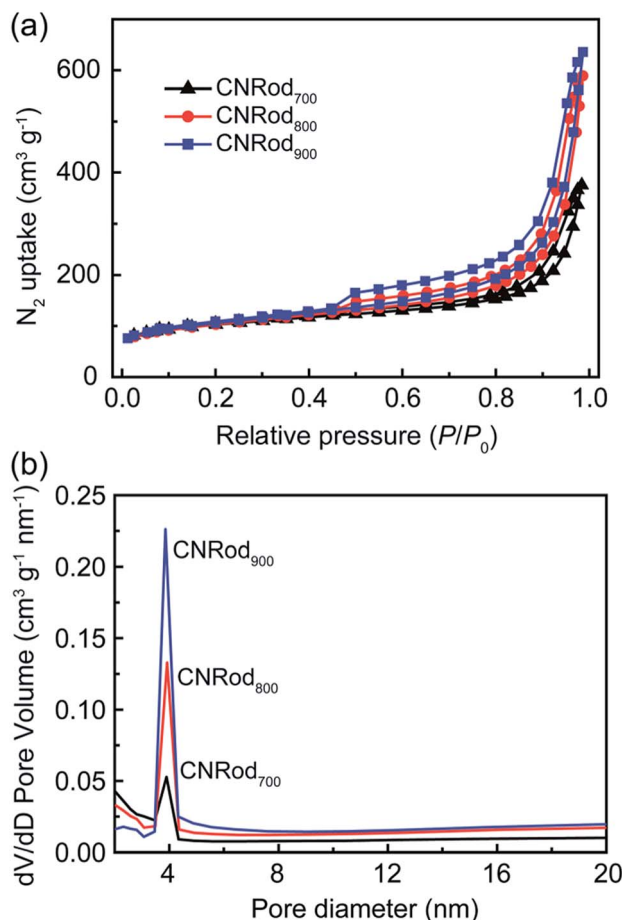 (a)
600
400
200
0
N₂ uptake (cm³ g⁻¹)
CNRod₇₀₀
CNRod₈₀₀
CNRod₉₀₀
0.0 0.2 0.4 0.6 0.8 1.0
Relative pressure (P/P₀)
(b)
0.25
0.20
0.15
0.10
0.05
0.00
dV/dD Pore Volume (cm³ g⁻¹ nm⁻¹)
CNRod₉₀₀
CNRod₈₀₀
CNRod₇₀₀
4 8 12 16 20
Pore diameter (nm)